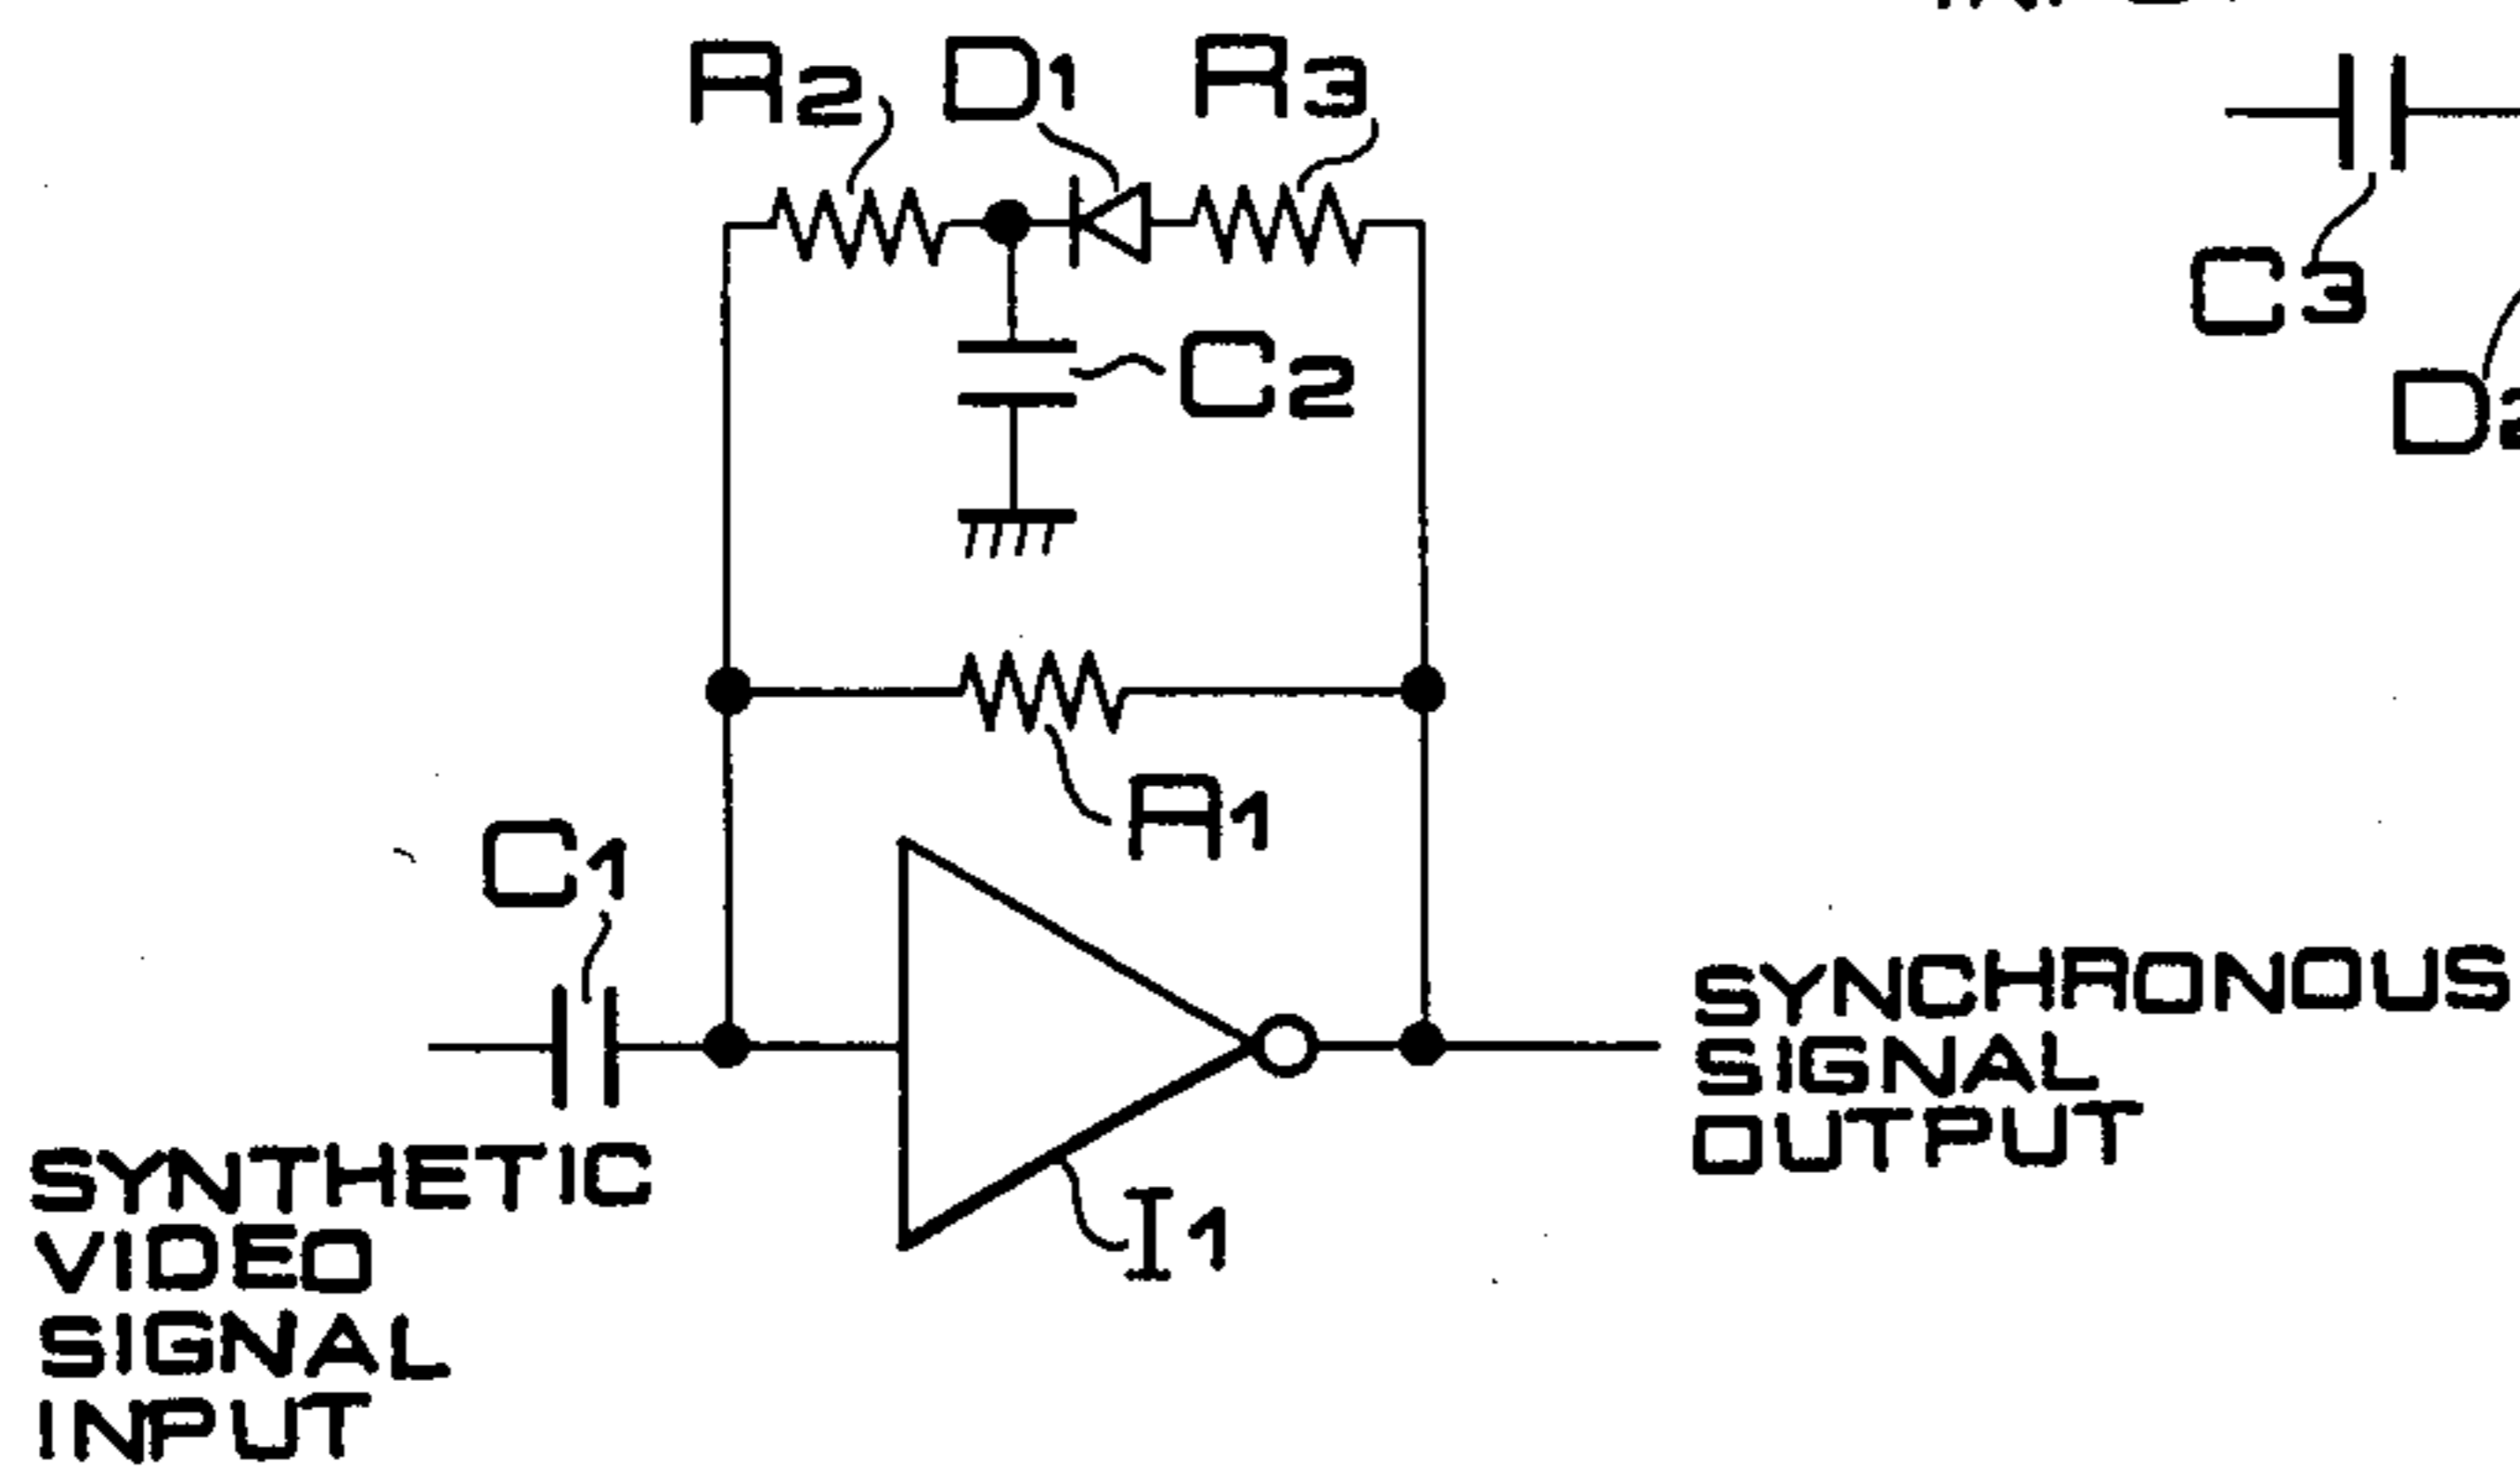 R2 D1 R3
C3
C2
D2
R1
C1
SYNCHRONOUS
SIGNAL
OUTPUT
SYNTHETIC
VIDEO
SIGNAL
INPUT
I1